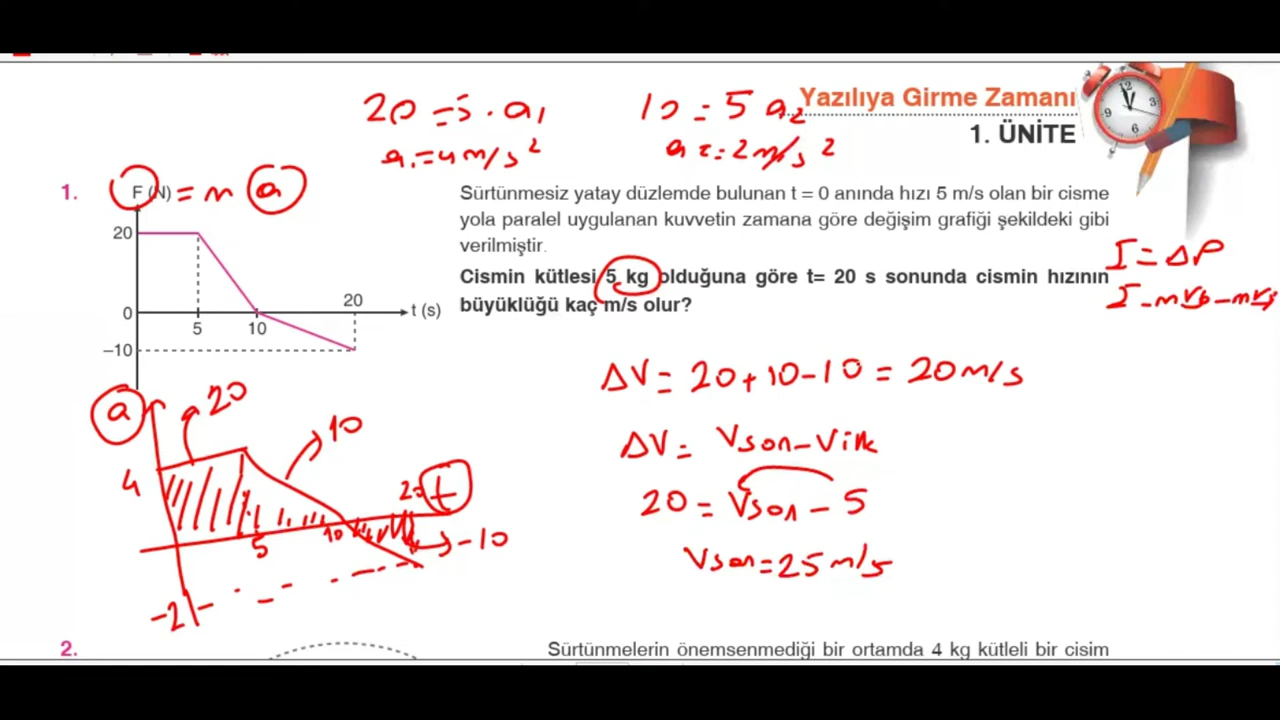 20 = 5 . a1
a1 = 4 m/s²
10 = 5 a2
a2 = 2 m/s²
Yazılıya Girme Zamanı
1. ÜNİTE
1.
F (N) = m a
20
0
–10
5
10
20
t (s)
Sürtünmesiz yatay düzlemde bulunan t = 0 anında hızı 5 m/s olan bir cisme
yola paralel uygulanan kuvvetin zamana göre değişim grafiği şekildeki gibi
verilmiştir.
Cismin kütlesi 5 kg olduğuna göre t= 20 s sonunda cismin hızının
büyüklüğü kaç m/s olur?
I = ΔP
a
20
10
4
5
10
t
-10
-2
ΔV = 20 + 10 - 10 = 20 m/s
ΔV = Vson - Vilk
20 = Vson - 5
Vson = 25 m/s
2.
Sürtünmelerin önemsenmediği bir ortamda 4 kg kütleli bir cisim